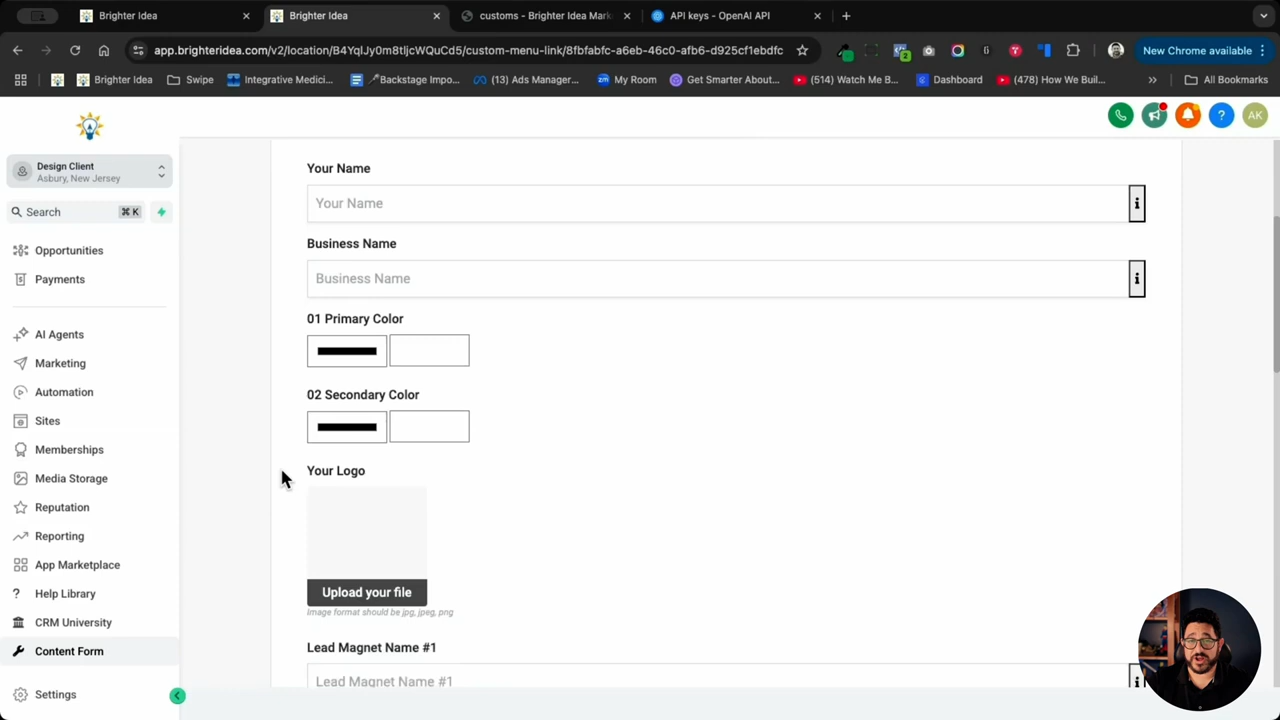 Brighter Idea
Brighter Idea
customs - Brighter Idea Mark
API keys - OpenAI API
app.brighteridea.com/v2/location/B4YqlJy0m8tljcWQuCd5/custom-menu-link/8fbfabfc-a6eb-46c0-afb6-d925cf1ebdfc
2
New Chrome available
Brighter Idea
Swipe
Integrative Medici...
Backstage Impo...
(13) Ads Manager...
My Room
Get Smarter About...
(514) Watch Me B...
Dashboard
(478) How We Buil...
All Bookmarks
AK
Design Client
Asbury, New Jersey
Search
⌘ K
Opportunities
Payments
AI Agents
Marketing
Automation
Sites
Memberships
Media Storage
Reputation
Reporting
App Marketplace
Help Library
CRM University
Content Form
Settings
Your Name
Your Name
Business Name
Business Name
01 Primary Color
02 Secondary Color
Your Logo
Upload your file
Image format should be jpg, jpeg, png
Lead Magnet Name #1
Lead Magnet Name #1